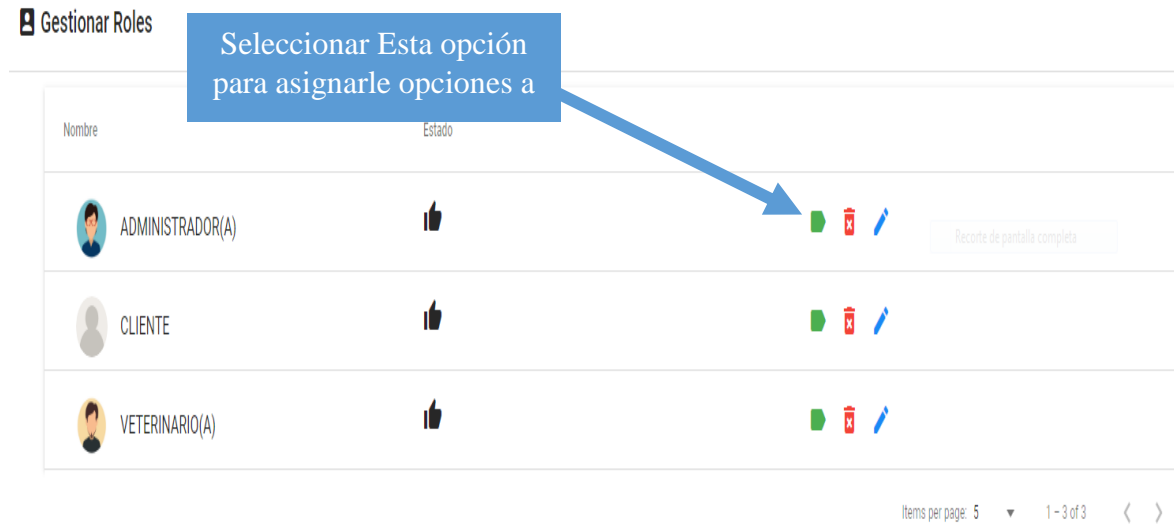 Gestionar Roles
Seleccionar Esta opción
para asignarle opciones a
Nombre
Estado
ADMINISTRADOR(A)
Recorte de pantalla completa
CLIENTE
VETERINARIO(A)
Items per page: 5
1 – 3 of 3